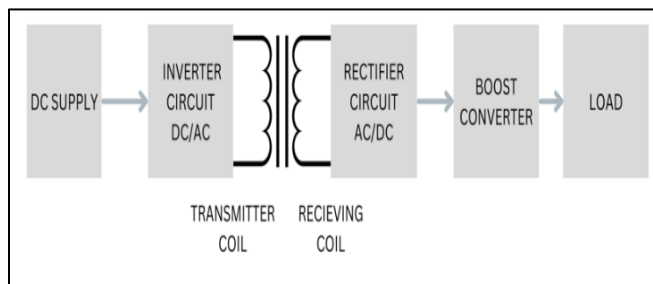 DC SUPPLY
INVERTER
CIRCUIT
DC/AC
RECTIFIER
CIRCUIT
AC/DC
BOOST
CONVERTER
LOAD
TRANSMITTER
COIL
RECIEVING
COIL